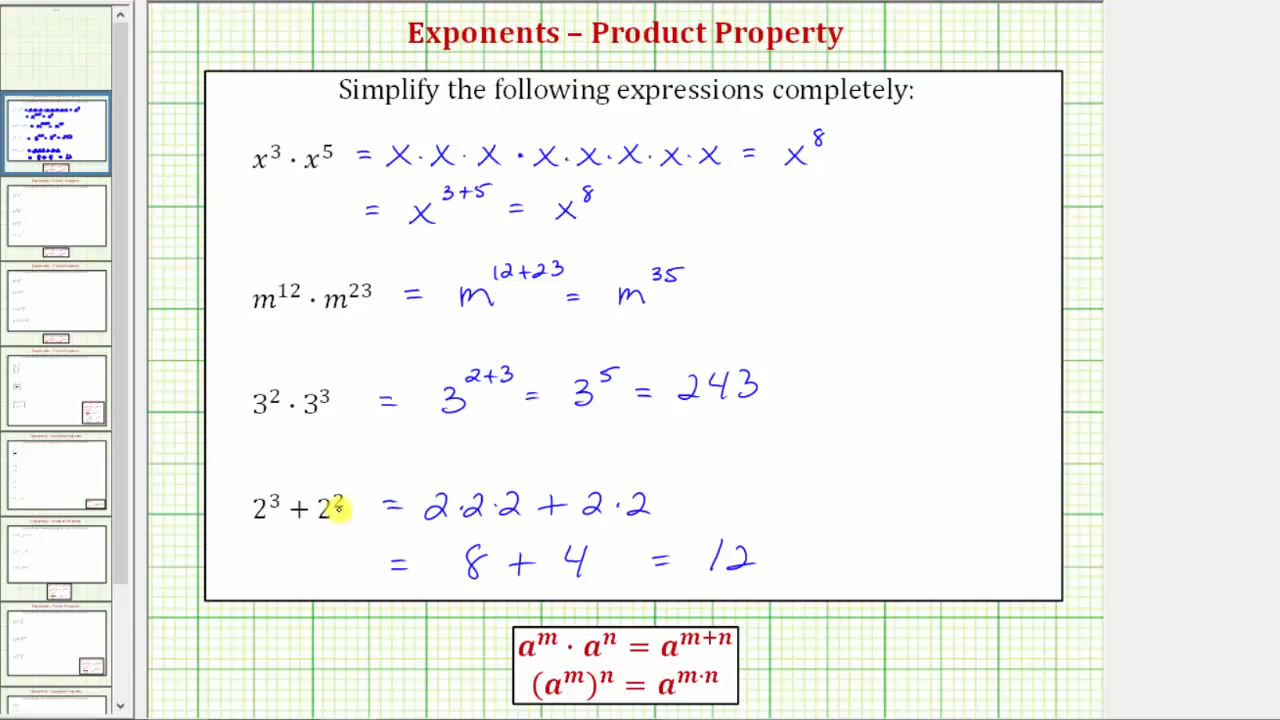 Exponents – Product Property
Simplify the following expressions completely:
x³ · x⁵ = x · x · x · x · x · x · x · x = x⁸
= x³⁺⁵ = x⁸
m¹² · m²³ = m¹²⁺²³ = m³⁵
3² · 3³ = 3²⁺³ = 3⁵ = 243
2³ + 2² = 2 · 2 · 2 + 2 · 2
= 8 + 4 = 12
aᵐ · aⁿ = aᵐ⁺ⁿ
(aᵐ)ⁿ = aᵐ˙ⁿ